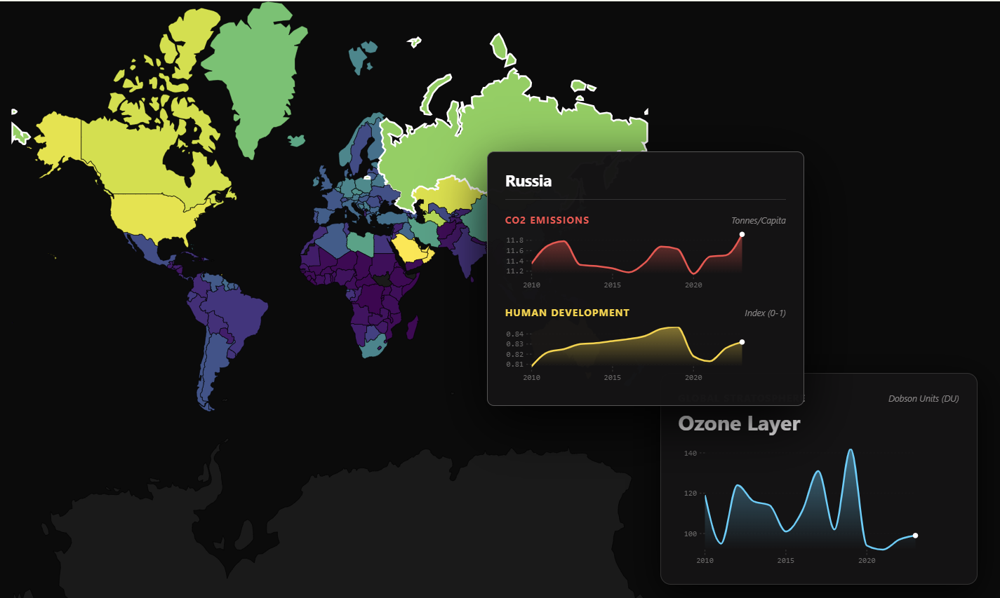 Russia
CO2 EMISSIONS Tonnes/Capita
11.8
11.6
11.4
11.2
2010 2015 2020
HUMAN DEVELOPMENT Index (0-1)
0.84
0.83
0.82
0.81
2010 2015 2020
GLOBAL STRATOSPHERE Dobson Units (DU)
Ozone Layer
140
120
100
2010 2015 2020